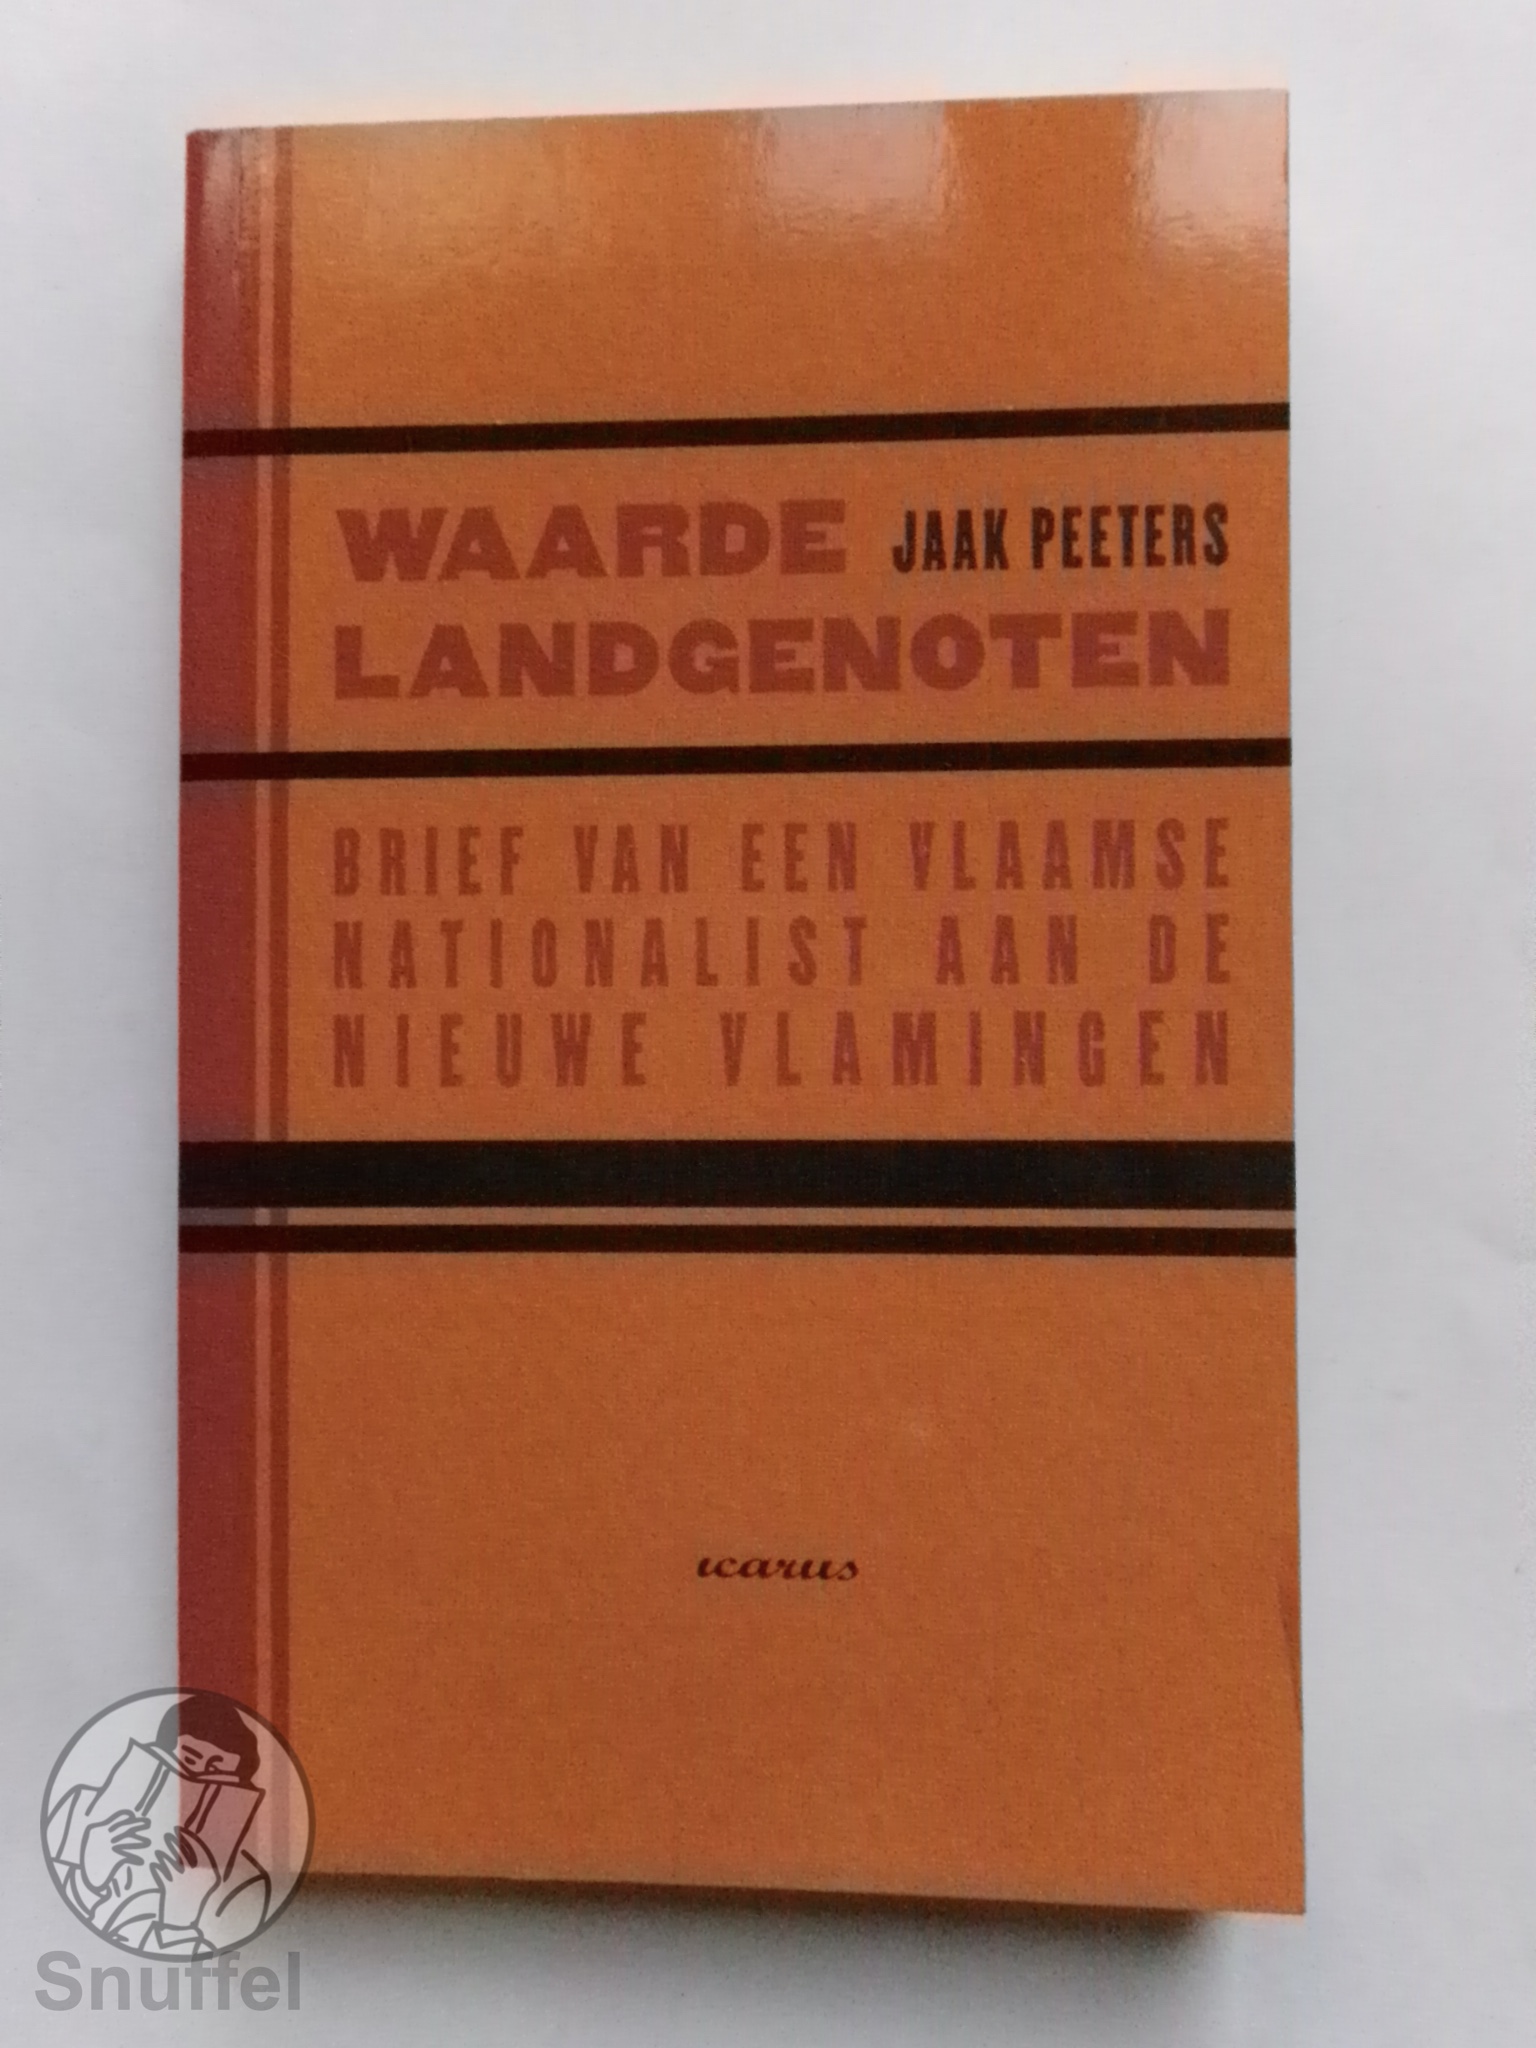 WAARDE JAAK PEETERS
LANDGENOTEN
BRIEF VAN EEN VLAAMSE
NATIONALIST AAN DE
NIEUWE VLAMINGEN
icarus
Snuffel